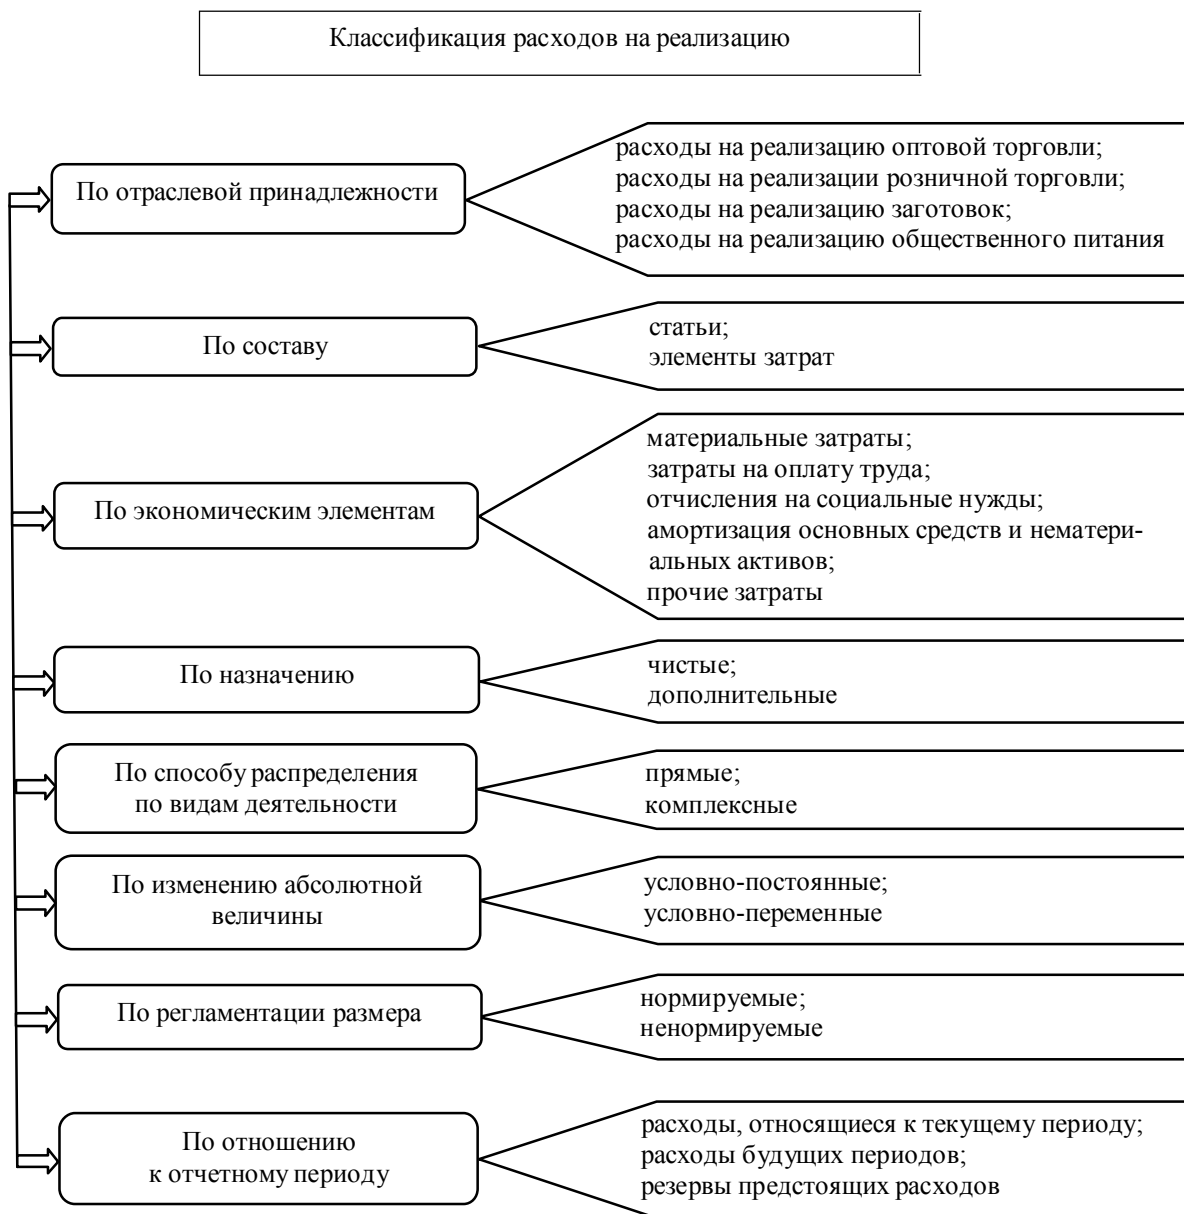 Классификация расходов на реализацию
По отраслевой принадлежности
расходы на реализацию оптовой торговли;
расходы на реализации розничной торговли;
расходы на реализацию заготовок;
расходы на реализацию общественного питания
По составу
статьи;
элементы затрат
По экономическим элементам
материальные затраты;
затраты на оплату труда;
отчисления на социальные нужды;
амортизация основных средств и нематери-
альных активов;
прочие затраты
По назначению
чистые;
дополнительные
По способу распределения
по видам деятельности
прямые;
комплексные
По изменению абсолютной
величины
условно-постоянные;
условно-переменные
По регламентации размера
нормируемые;
ненормируемые
По отношению
к отчетному периоду
расходы, относящиеся к текущему периоду;
расходы будущих периодов;
резервы предстоящих расходов